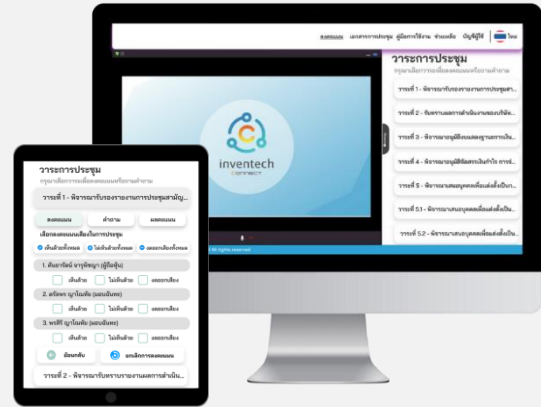 ลงคะแนน เอกสารการประชุม คู่มือการใช้งาน ช่วยเหลือ บัญชีผู้ใช้ ไทย
วาระการประชุม
กรุณาเลือกวาระเพื่อลงคะแนนหรือถามคำถาม
วาระที่ 1 - พิจารณารับรองรายงานการประชุมสา...
วาระที่ 2 - รับทราบผลการดำเนินงานของบริษัท...
วาระที่ 3 - พิจารณาอนุมัติงบแสดงฐานะการเงิน...
วาระที่ 4 - พิจารณาอนุมัติจัดสรรเงินกำไร การจ่...
วาระที่ 5 - พิจารณาเลือกบุคคลเพื่อแต่งตั้งเป็นก...
วาระที่ 5.1 - พิจารณาเสนอบุคคลเพื่อแต่งตั้งเป็น...
วาระที่ 5.2 - พิจารณาเสนอบุคคลเพื่อแต่งตั้งเป็น...
inventech
CONNECT
All rights reserved
วาระการประชุม
กรุณาเลือกวาระเพื่อลงคะแนนหรือถามคำถาม
วาระที่ 1 - พิจารณารับรองรายงานการประชุมสามัญ...
ลงคะแนน คำถาม ผลคะแนน
เลือกลงคะแนนเสียงในการประชุม
เห็นด้วยทั้งหมด ไม่เห็นด้วยทั้งหมด งดออกเสียงทั้งหมด
1. (ผู้ถือหุ้น)
เห็นด้วย ไม่เห็นด้วย งดออกเสียง
2. ญาโณทัย (มอบฉันทะ)
เห็นด้วย ไม่เห็นด้วย งดออกเสียง
3. พรสิริ ญาโณทัย (มอบฉันทะ)
เห็นด้วย ไม่เห็นด้วย งดออกเสียง
ย้อนกลับ ยกเลิกการลงคะแนน
วาระที่ 2 - พิจารณารับทราบรายงานผลการดำเนิน...